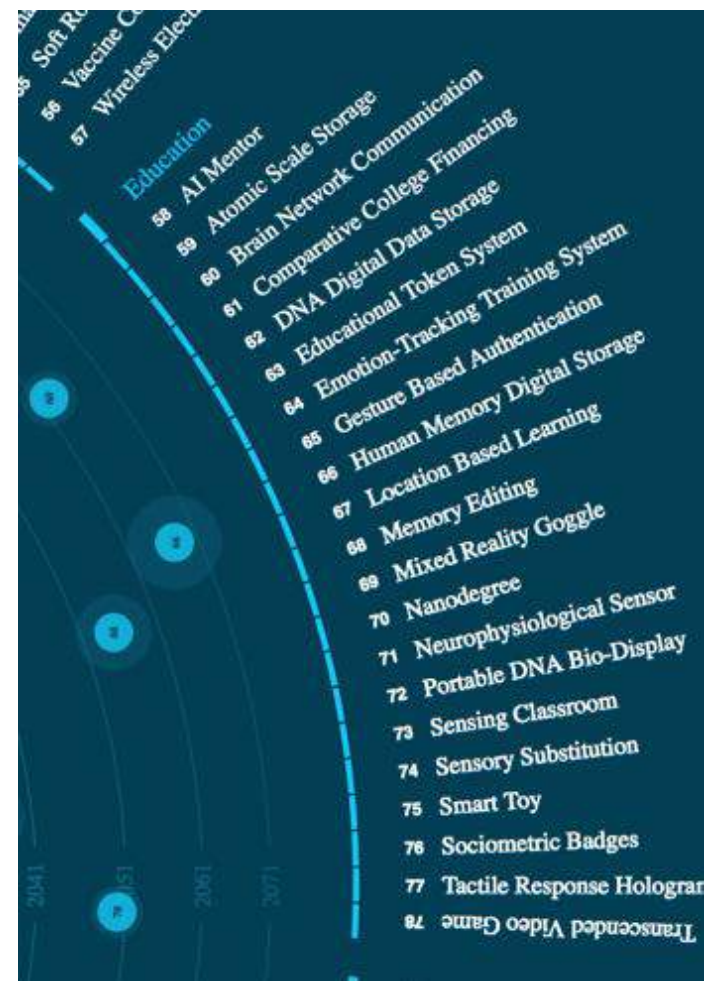 55 Soft
56 Vaccine
57 Wireless
Education
58 AI Mentor
59 Atomic Scale Storage
60 Brain Network Communication
61 Comparative College Financing
62 DNA Digital Data Storage
63 Educational Token System
64 Emotion-Tracking Training System
65 Gesture Based Authentication
66 Human Memory Digital Storage
67 Location Based Learning
68 Memory Editing
69 Mixed Reality Goggle
70 Nanodegree
71 Neurophysiological Sensor
72 Portable DNA Bio-Display
73 Sensing Classroom
74 Sensory Substitution
75 Smart Toy
76 Sociometric Badges
77 Tactile Response Hologram
78 Transcended Video Game
2041
2061
2071